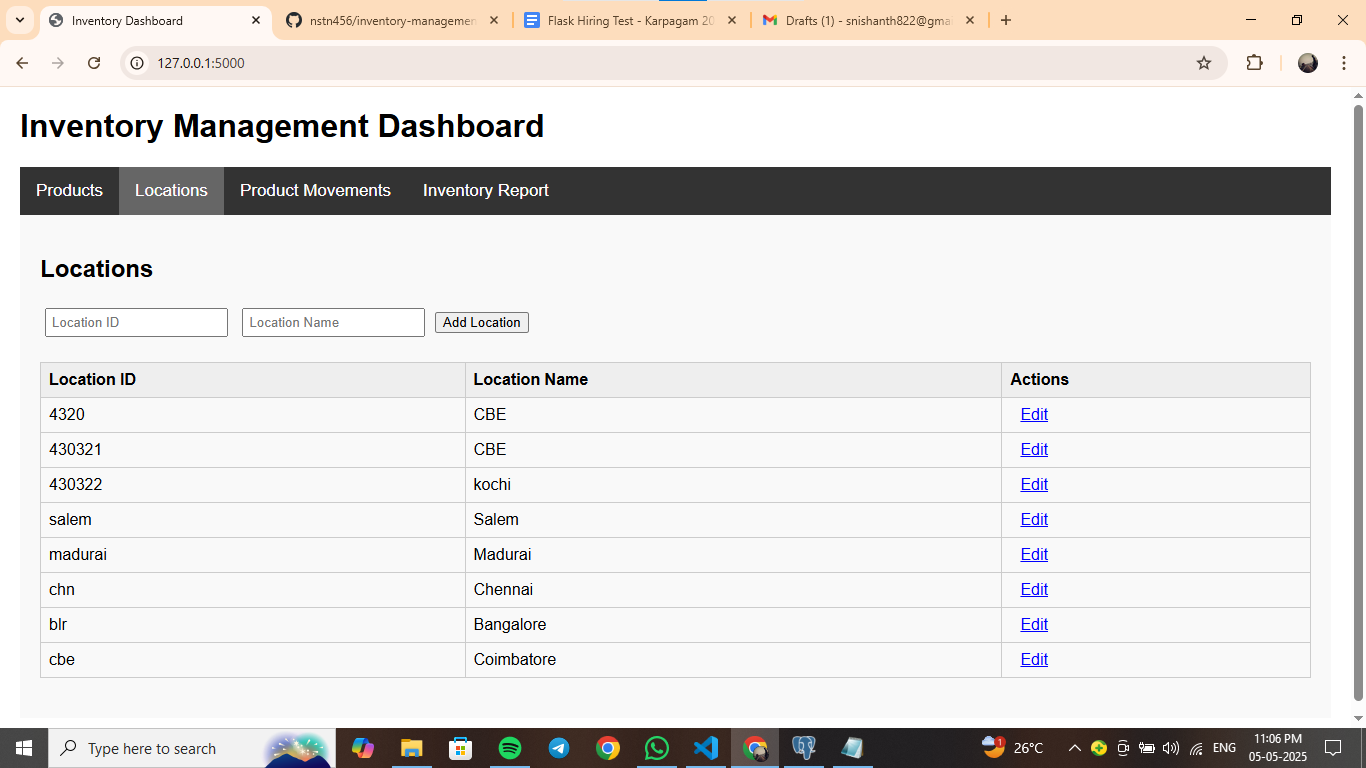 Inventory Dashboard
nstn456/inventory-managemen
Flask Hiring Test - Karpagam 20
Drafts (1) - snishanth822@gma
127.0.0.1:5000
Inventory Management Dashboard
Products Locations Product Movements Inventory Report
Locations
Location ID Location Name Add Location
Location ID Location Name Actions
4320 CBE Edit
430321 CBE Edit
430322 kochi Edit
salem Salem Edit
madurai Madurai Edit
chn Chennai Edit
blr Bangalore Edit
cbe Coimbatore Edit
Type here to search
1
26°C
ENG
11:06 PM
05-05-2025